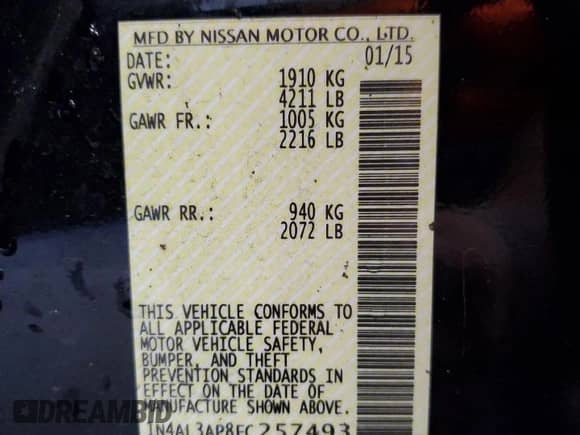 MFD BY NISSAN MOTOR CO., LTD.
DATE: 01/15
GVWR: 1910 KG
4211 LB
GAWR FR.: 1005 KG
2216 LB
GAWR RR.: 940 KG
2072 LB
THIS VEHICLE CONFORMS TO
ALL APPLICABLE FEDERAL
MOTOR VEHICLE SAFETY,
BUMPER, AND THEFT
PREVENTION STANDARDS IN
EFFECT ON THE DATE OF
MANUFACTURE SHOWN ABOVE.
1N4AL3AP8FC257493
DREAMBID